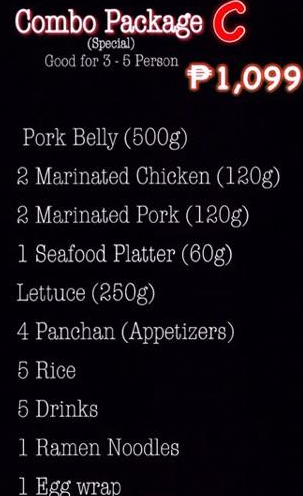 Combo Package C
(Special)
Good for 3 - 5 Person
₱1,099
Pork Belly (500g)
2 Marinated Chicken (120g)
2 Marinated Pork (120g)
1 Seafood Platter (60g)
Lettuce (250g)
4 Panchan (Appetizers)
5 Rice
5 Drinks
1 Ramen Noodles
1 Egg wrap